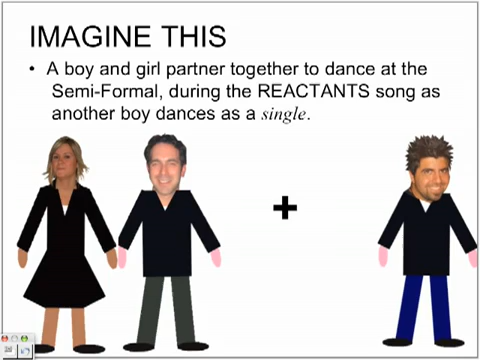 IMAGINE THIS
• A boy and girl partner together to dance at the
Semi-Formal, during the REACTANTS song as
another boy dances as a single.
+